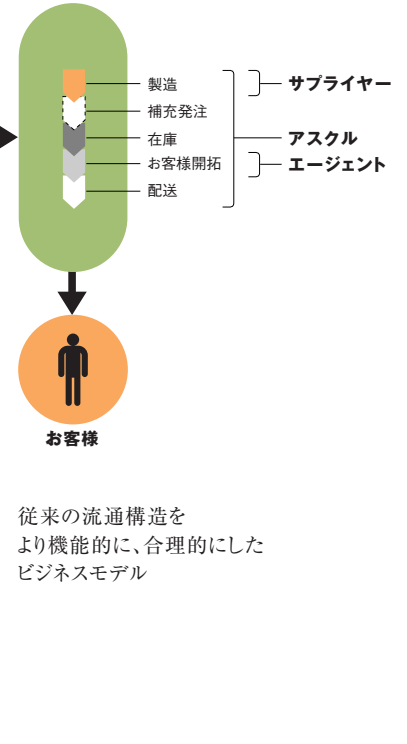 製造
サプライヤー
補充発注
在庫
アスクル
お客様開拓
エージェント
配送
お客様
従来の流通構造を
より機能的に、合理的にした
ビジネスモデル